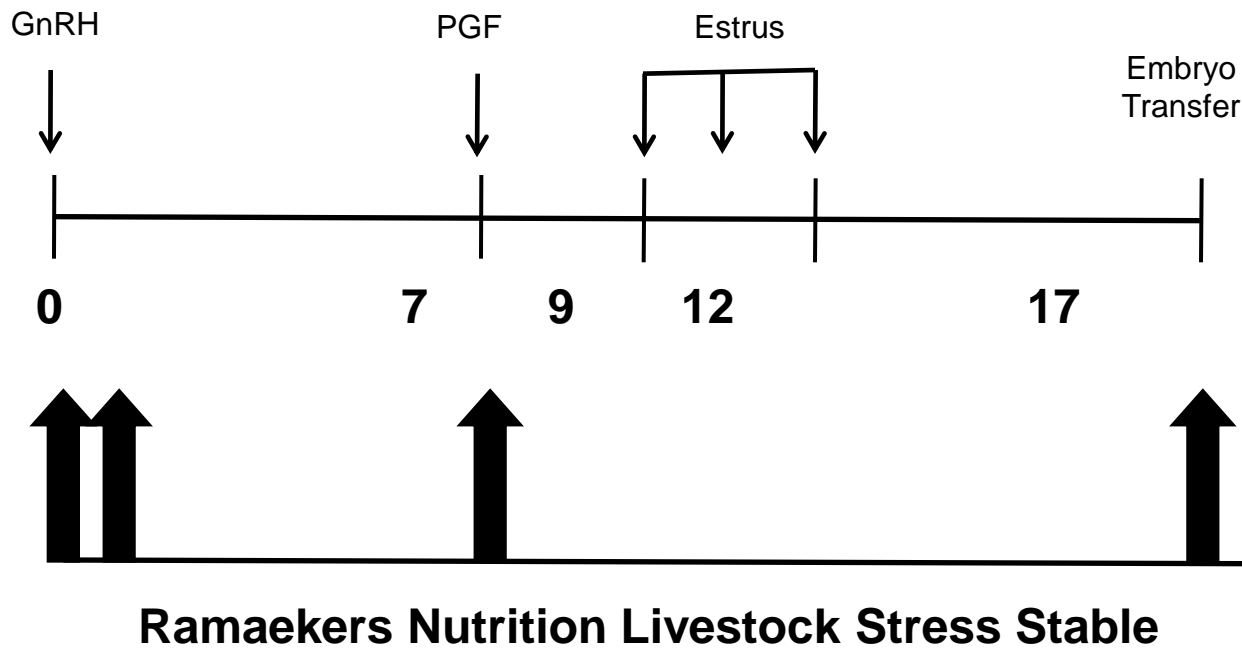 GnRH PGF Estrus
Embryo
Transfer
0 7 9 12 17
Ramaekers Nutrition Livestock Stress Stable